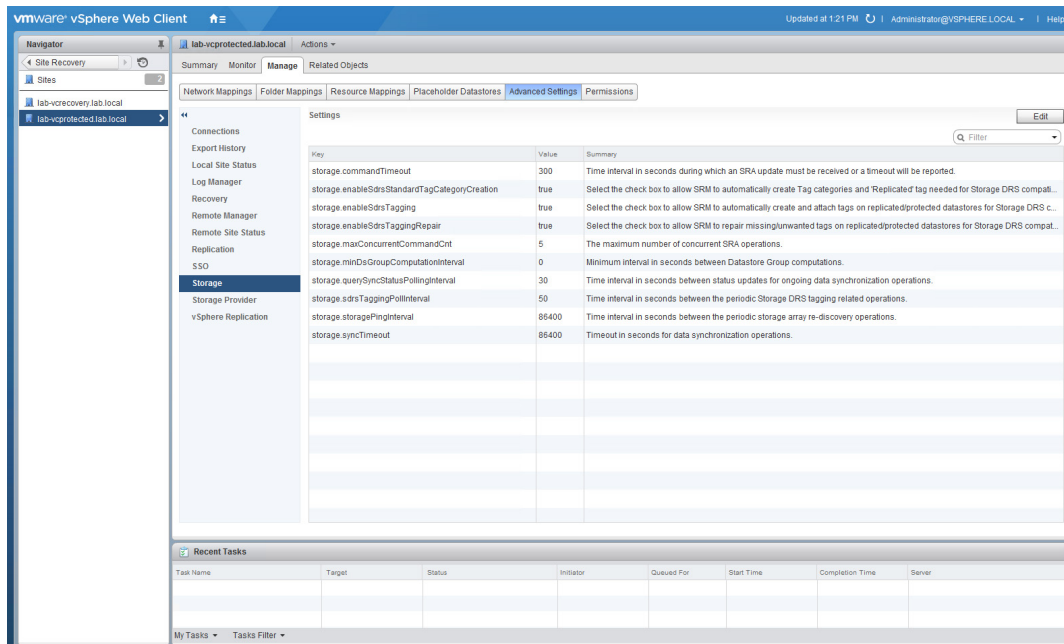 vmware® vSphere Web Client
Updated at 1:21 PM | Administrator@VSPHERE.LOCAL | Help
Navigator
Site Recovery
Sites 2
lab-vcrecovery.lab.local
lab-vcprotected.lab.local
lab-vcprotected.lab.local Actions
Summary Monitor Manage Related Objects
Network Mappings Folder Mappings Resource Mappings Placeholder Datastores Advanced Settings Permissions
Connections
Export History
Local Site Status
Log Manager
Recovery
Remote Manager
Remote Site Status
Replication
SSO
Storage
Storage Provider
vSphere Replication
Settings
Edit
Filter
Key Value Summary
storage.commandTimeout 300 Time interval in seconds during which an SRA update must be received or a timeout will be reported.
storage.enableSdrsStandardTagCategoryCreation true Select the check box to allow SRM to automatically create Tag categories and 'Replicated' tag needed for Storage DRS compati...
storage.enableSdrsTagging true Select the check box to allow SRM to automatically create and attach tags on replicated/protected datastores for Storage DRS c...
storage.enableSdrsTaggingRepair true Select the check box to allow SRM to repair missing/unwanted tags on replicated/protected datastores for Storage DRS compat...
storage.maxConcurrentCommandCnt 5 The maximum number of concurrent SRA operations.
storage.minDsGroupComputationInterval 0 Minimum interval in seconds between Datastore Group computations.
storage.querySyncStatusPollingInterval 30 Time interval in seconds between status updates for ongoing data synchronization operations.
storage.sdrsTaggingPollInterval 50 Time interval in seconds between the periodic Storage DRS tagging related operations.
storage.storagePingInterval 86400 Time interval in seconds between the periodic storage array re-discovery operations.
storage.syncTimeout 86400 Timeout in seconds for data synchronization operations.
Recent Tasks
Task Name Target Status Initiator Queued For Start Time Completion Time Server
My Tasks Tasks Filter